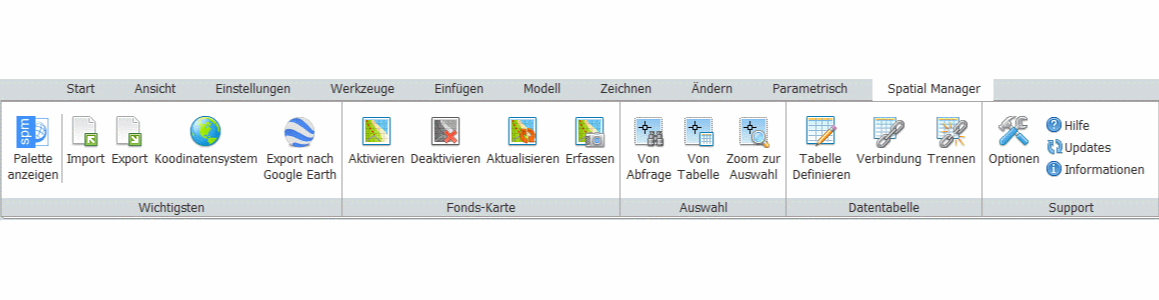 Start Ansicht Einstellungen Werkzeuge Einfügen Modell Zeichnen Ändern Parametrisch Spatial Manager
spm
Palette anzeigen
Import
Export
Koodinatensystem
Export nach Google Earth
Wichtigsten
Aktivieren
Deaktivieren
Aktualisieren
Erfassen
Fonds-Karte
Von Abfrage
Von Tabelle
Zoom zur Auswahl
Auswahl
Tabelle Definieren
Verbindung
Trennen
Datentabelle
Optionen
Hilfe
Updates
Informationen
Support